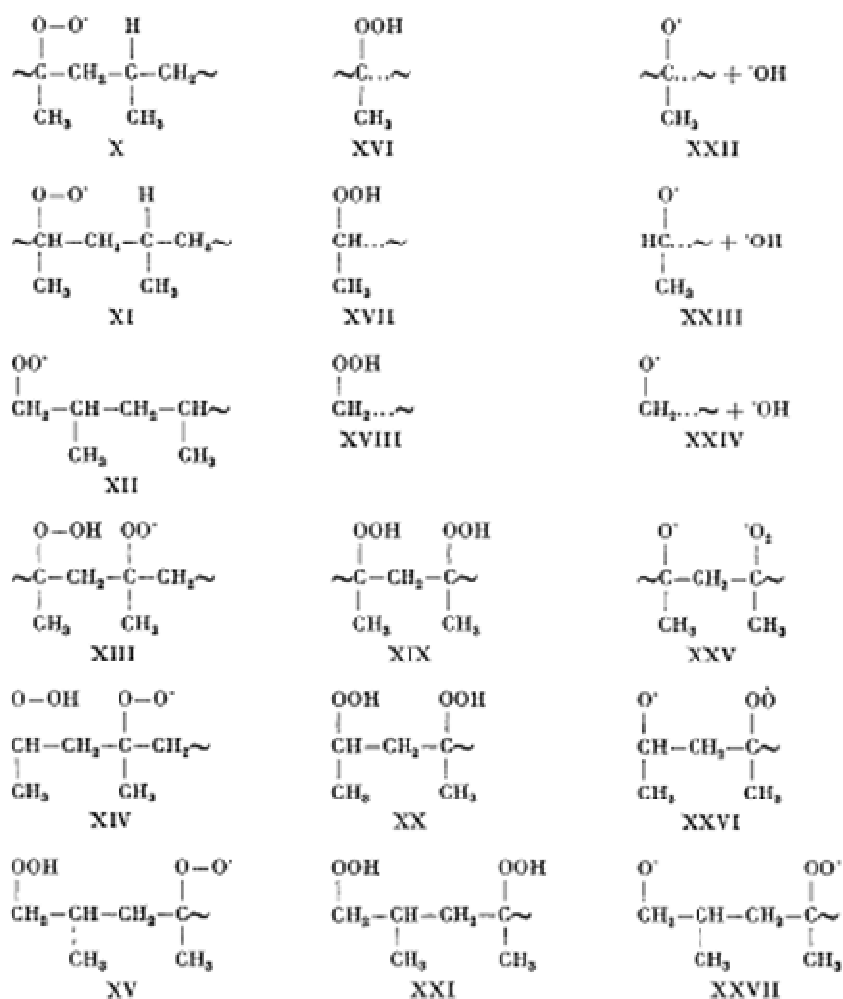 O—O· H OOH O·
~C—CH₂—C—CH₂~ ~C...~ ~C...~ + ·OH
CH₃ CH₃ CH₃ CH₃
X XVI XXII
O—O· H OOH O·
~CH—CH₂—C—CH₂~ CH...~ HC...~ + ·OH
CH₃ CH₃ CH₃ CH₃
XI XVII XXIII
OO· OOH O·
CH₂—CH—CH₂—CH~ CH₂...~ CH₂...~ + ·OH
CH₃ CH₃ XVIII XXIV
XII
O—OH OO· OOH OOH O· ·O₂
~C—CH₂—C—CH₂~ ~C—CH₂—C~ ~C—CH₂—C~
CH₃ CH₃ CH₃ CH₃ CH₃ CH₃
XIII XIX XXV
O—OH O—O· OOH OOH O· OȮ
CH—CH₂—C—CH₂~ CH—CH₂—C~ CH—CH₂—C~
CH₃ CH₃ CH₃ CH₃ CH₃ CH₃
XIV XX XXVI
OOH O—O· OOH OOH O· OO·
CH₂—CH—CH₂—C~ CH₂—CH—CH₂—C~ CH₂—CH—CH₂—C~
CH₃ CH₃ CH₃ CH₃ CH₃ CH₃
XV XXI XXVII